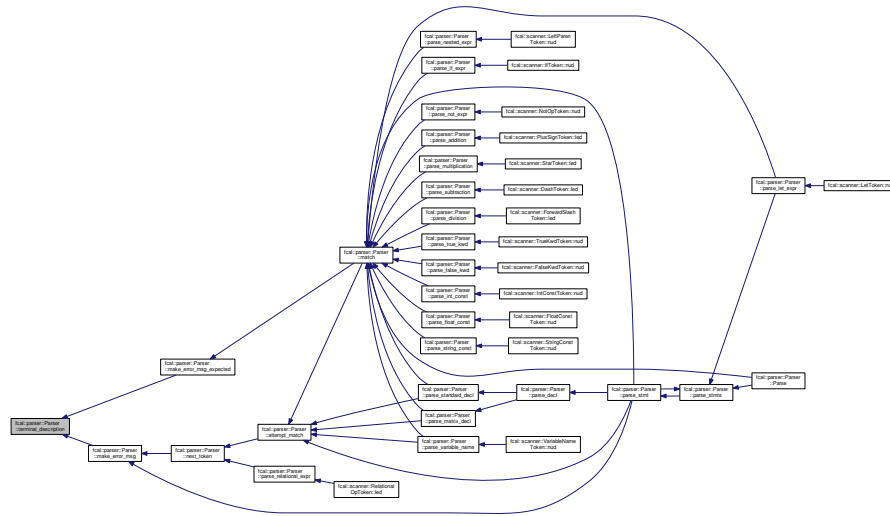 fcal::parser::Parser
::parse_nested_expr
fcal::scanner::LeftParen
Token::nud
fcal::parser::Parser
::parse_if_expr
fcal::scanner::IfToken::nud
fcal::parser::Parser
::parse_not_expr
fcal::scanner::NotOpToken::nud
fcal::parser::Parser
::parse_addition
fcal::scanner::PlusSignToken::led
fcal::parser::Parser
::parse_multiplication
fcal::scanner::StarToken::led
fcal::parser::Parser
::parse_subtraction
fcal::scanner::DashToken::led
fcal::parser::Parser
::parse_let_expr
fcal::scanner::LetToken::nud
fcal::parser::Parser
::parse_division
fcal::scanner::ForwardSlash
Token::led
fcal::parser::Parser
::parse_true_kwd
fcal::scanner::TrueKwdToken::nud
fcal::parser::Parser
::match
fcal::parser::Parser
::parse_false_kwd
fcal::scanner::FalseKwdToken::nud
fcal::parser::Parser
::parse_int_const
fcal::scanner::IntConstToken::nud
fcal::parser::Parser
::parse_float_const
fcal::scanner::FloatConst
Token::nud
fcal::parser::Parser
::parse_string_const
fcal::scanner::StringConst
Token::nud
fcal::parser::Parser
::make_error_msg_expected
fcal::parser::Parser
::Parse
fcal::parser::Parser
::parse_standard_decl
fcal::parser::Parser
::parse_decl
fcal::parser::Parser
::parse_stmt
fcal::parser::Parser
::parse_stmts
fcal::parser::Parser
::parse_matrix_decl
fcal::parser::Parser
::terminal_description
fcal::parser::Parser
::attempt_match
fcal::parser::Parser
::parse_variable_name
fcal::scanner::VariableName
Token::nud
fcal::parser::Parser
::make_error_msg
fcal::parser::Parser
::next_token
fcal::parser::Parser
::parse_relational_expr
fcal::scanner::Relational
OpToken::led